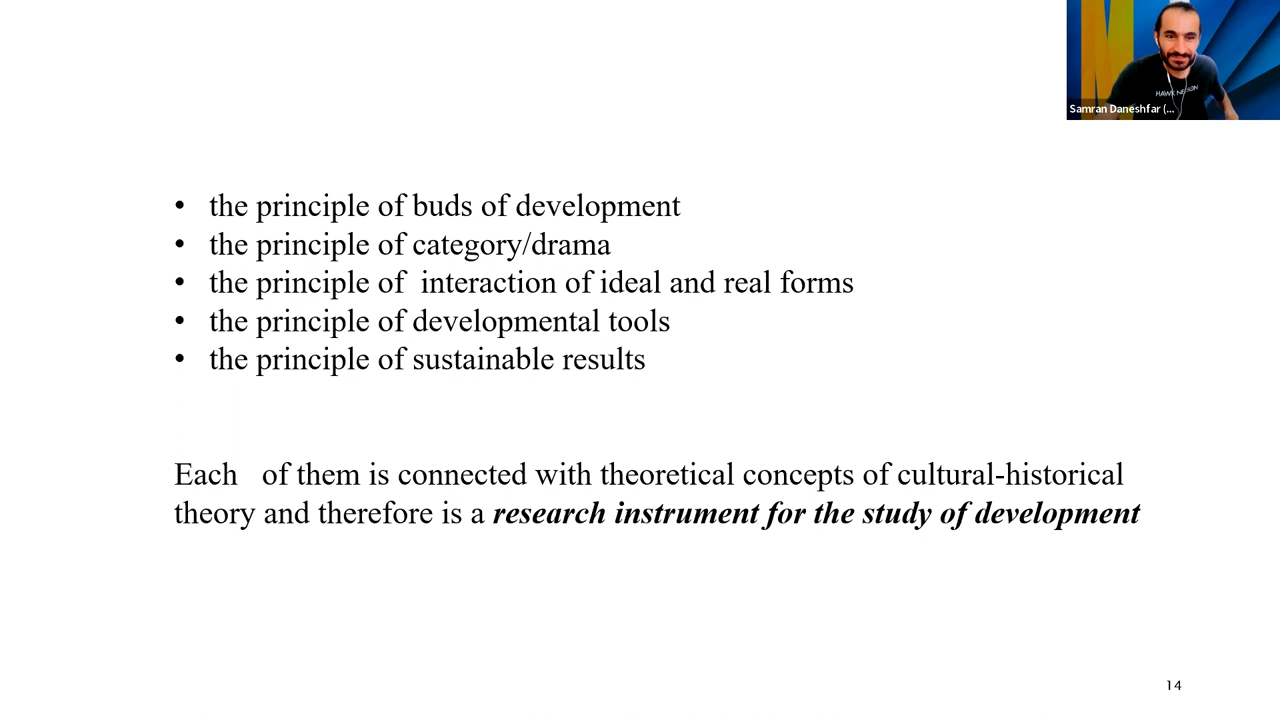 HAWK NELSON
Samran Daneshfar (...
• the principle of buds of development
• the principle of category/drama
• the principle of  interaction of ideal and real forms
• the principle of developmental tools
• the principle of sustainable results
Each   of them is connected with theoretical concepts of cultural-historical
theory and therefore is a research instrument for the study of development
14